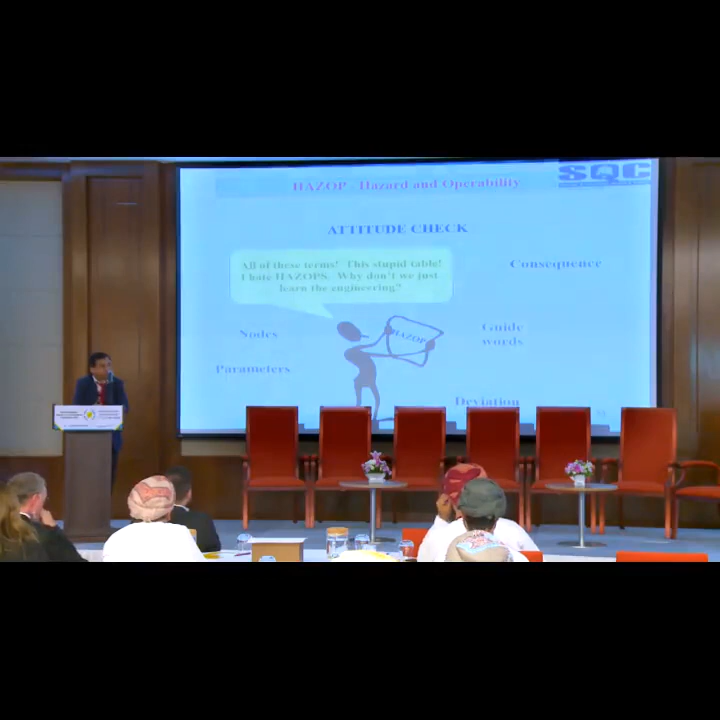 HAZOP - Hazard and Operability
SQC
ATTITUDE CHECK
All of these terms! This stupid table!
I hate HAZOPS. Why don't we just
learn the engineering?
Consequence
Nodes
HAZOP
Guide
words
Parameters
Deviation